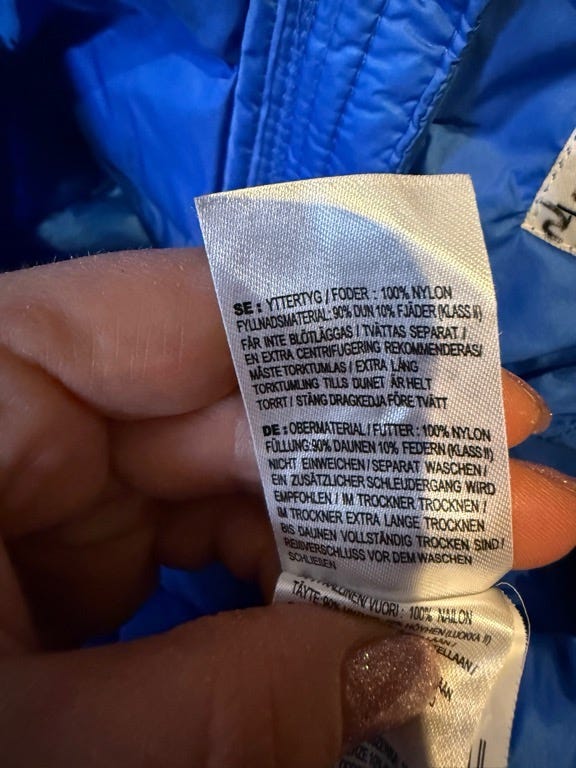 SE : YTTERTYG / FODER : 100% NYLON
FYLLNADSMATERIAL: 90% DUN 10% FJÄDER (KLASS II)
FÅR INTE BLÖTLÄGGAS / TVÄTTAS SEPARAT /
EN EXTRA CENTRIFUGERING REKOMMENDERAS/
MÅSTE TORKTUMLAS / EXTRA LÅNG
TORKTUMLING TILLS DUNET ÄR HELT
TORRT / STÄNG DRAGKEDJA FÖRE TVÄTT
DE : OBERMATERIAL / FUTTER : 100% NYLON
FÜLLUNG:90% DAUNEN 10% FEDERN (KLASS II)
NICHT EINWEICHEN / SEPARAT WASCHEN /
EIN ZUSÄTZLICHER SCHLEUDERGANG WIRD
EMPFOHLEN / IM TROCKNER TROCKNEN /
IM TROCKNER EXTRA LANGE TROCKNEN
BIS DAUNEN VOLLSTÄNDIG TROCKEN SIND /
REIßVERSCHLUSS VOR DEM WASCHEN
SCHLIEßEN
/ VUORI : 100% NAILON
TÄYTE: 90% HÖYHEN (LUOKKA II)